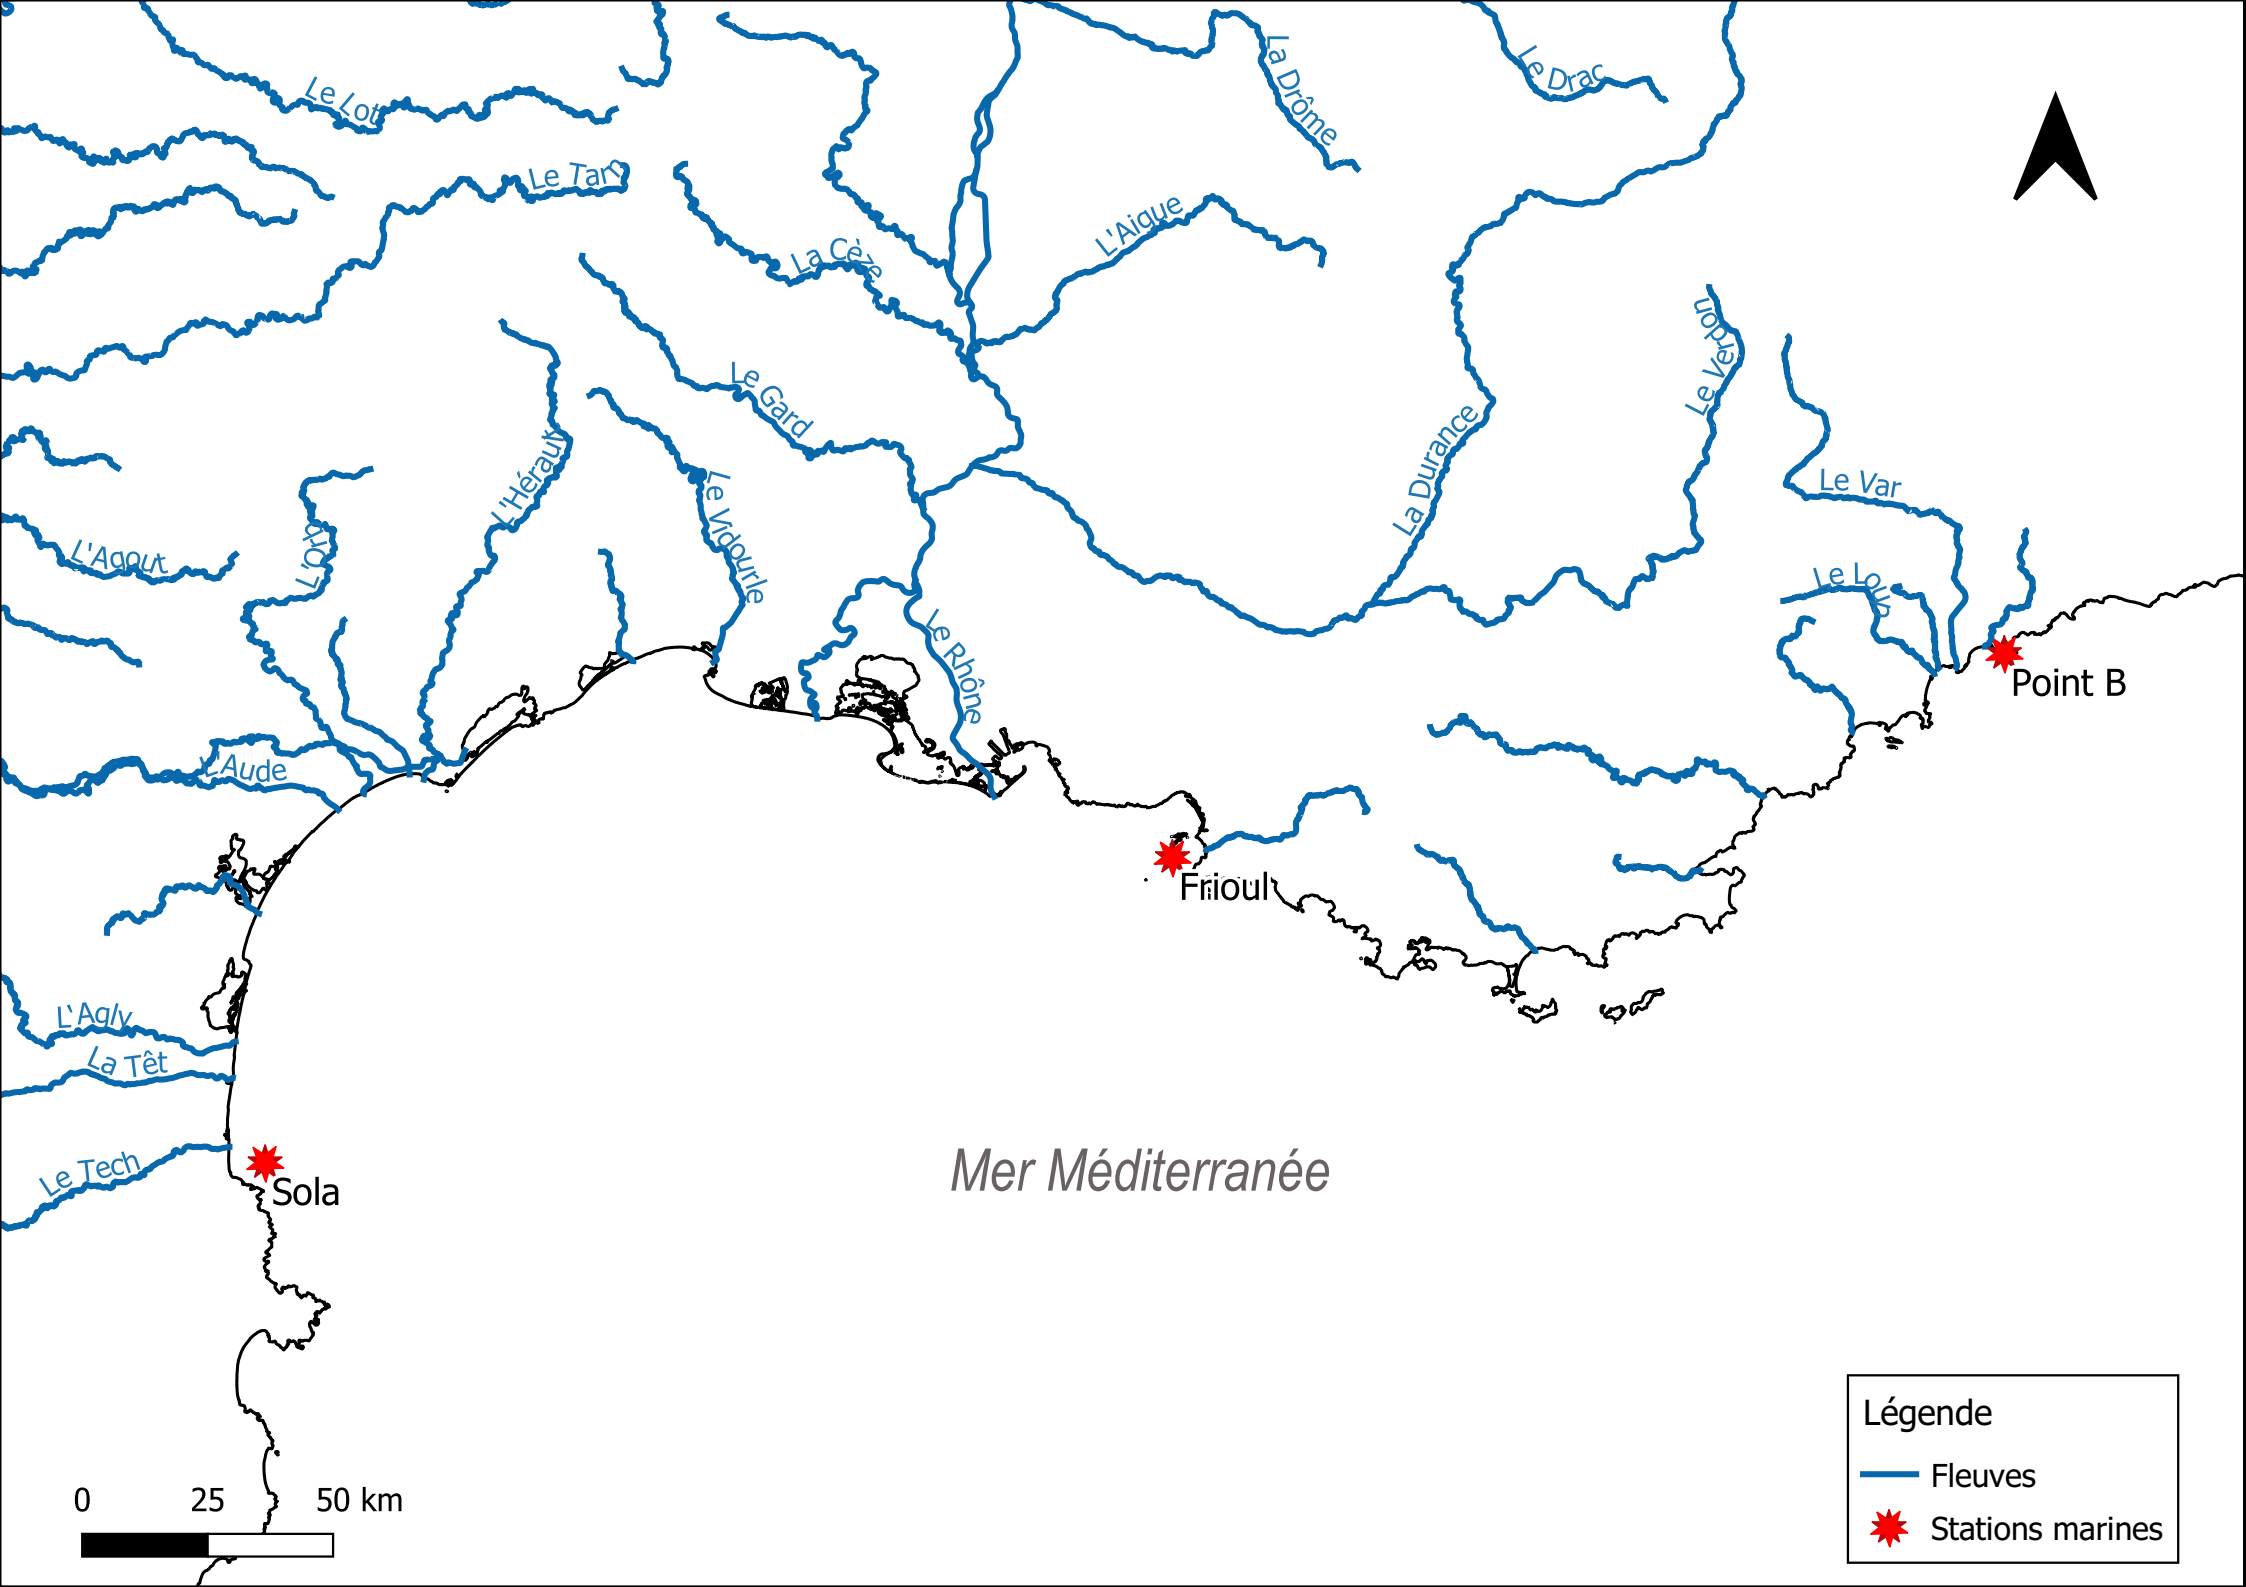 Le Lot
La Drôme
Le Drac
Le Tarn
L'Aigue
La Cèze
Le Verdon
Le Gard
La Durance
L'Hérault
Le Vidourle
Le Var
L'Orb
L'Agout
Le Loup
Le Rhône
Point B
L'Aude
Frioul
L'Agly
La Têt
Le Tech
Sola
Mer Méditerranée
Légende
Fleuves
Stations marines
0 25 50 km